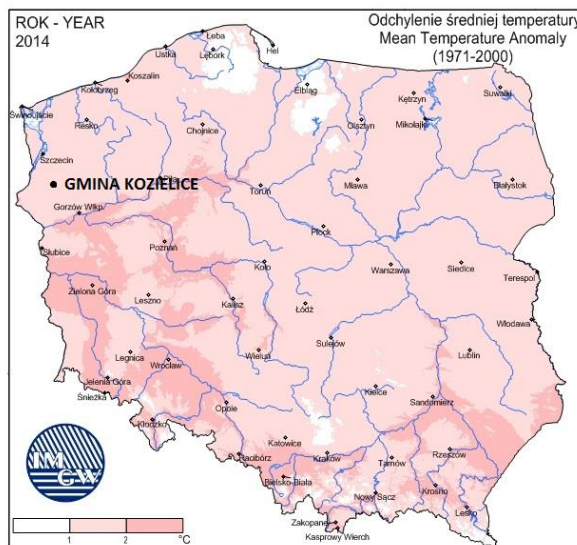 ROK - YEAR
2014
Odchylenie średniej temperatury
Mean Temperature Anomaly
(1971-2000)
Łeba
Hel
Ustka
Lębork
Koszalin
Kołobrzeg
Elbląg
Kętrzyn
Suwałki
Świnoujście
Resko
Chojnice
Olsztyn
Mikołajki
Szczecin
GMINA KOZIELICE
Piła
Toruń
Mława
Białystok
Gorzów Wlkp.
Płock
Słubice
Poznań
Koło
Warszawa
Siedlce
Terespol
Zielona Góra
Leszno
Kalisz
Łódź
Włodawa
Sulejów
Legnica
Wrocław
Wieluń
Lublin
Jelenia Góra
Śnieżka
Opole
Kielce
Sandomierz
Kłodzko
Katowice
Racibórz
Kraków
Tarnów
Rzeszów
Bielsko-Biała
Nowy Sącz
Krosno
Lesko
Zakopane
Kasprowy Wierch
IM
G-W
1
2
°C